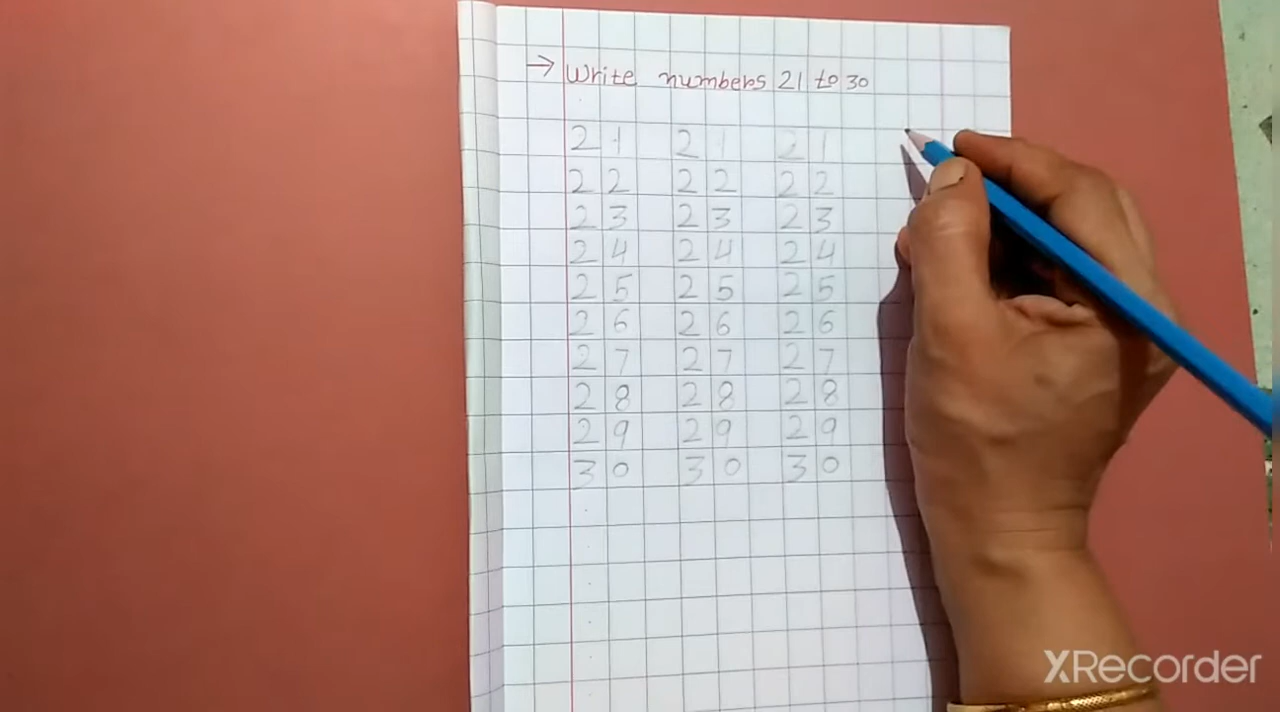 → Write numbers 21 to 30
21 21 21
22 22 22
23 23 23
24 24 24
25 25 25
26 26 26
27 27 27
28 28 28
29 29 29
30 30 30
XRecorder